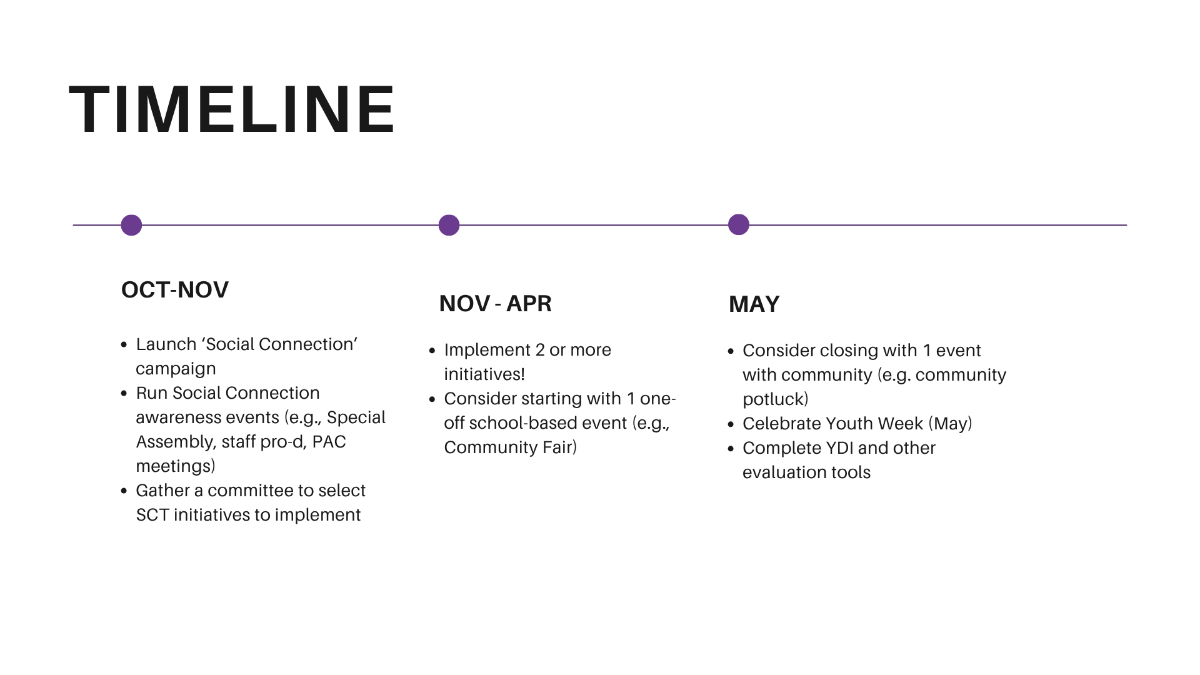 TIMELINE
OCT-NOV
• Launch ‘Social Connection’
campaign
• Run Social Connection
awareness events (e.g., Special
Assembly, staff pro-d, PAC
meetings)
• Gather a committee to select
SCT initiatives to implement
NOV - APR
• Implement 2 or more
initiatives!
• Consider starting with 1 one-
off school-based event (e.g.,
Community Fair)
MAY
• Consider closing with 1 event
with community (e.g. community
potluck)
• Celebrate Youth Week (May)
• Complete YDI and other
evaluation tools